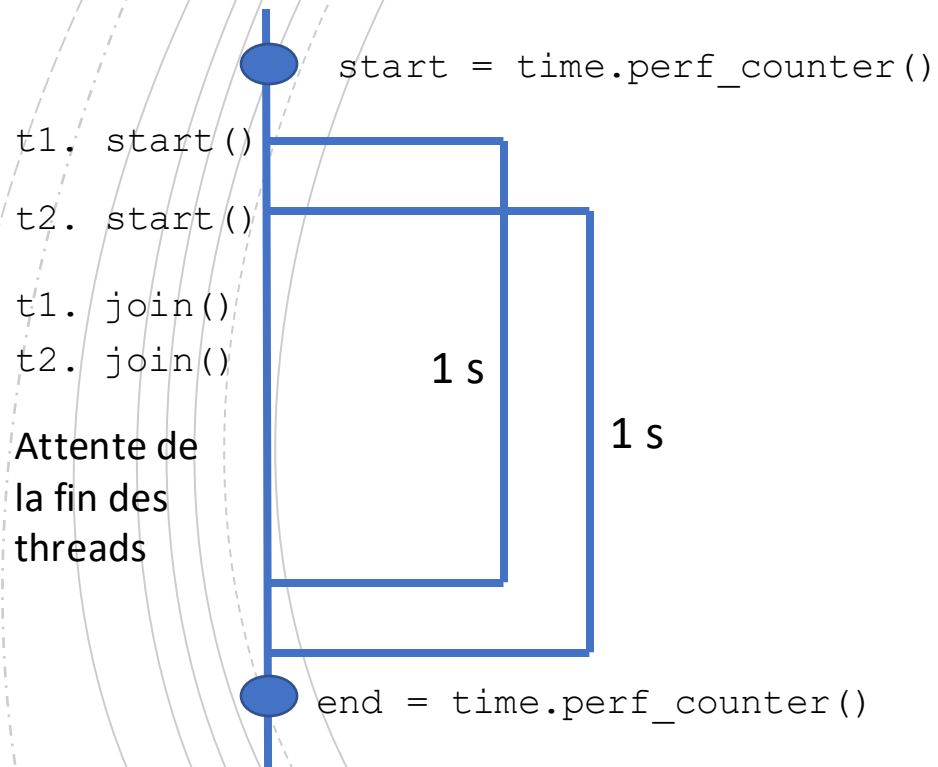 start = time.perf_counter()
t1. start()
t2. start()
t1. join()
t2. join()
1 s
1 s
Attente de
la fin des
threads
end = time.perf_counter()